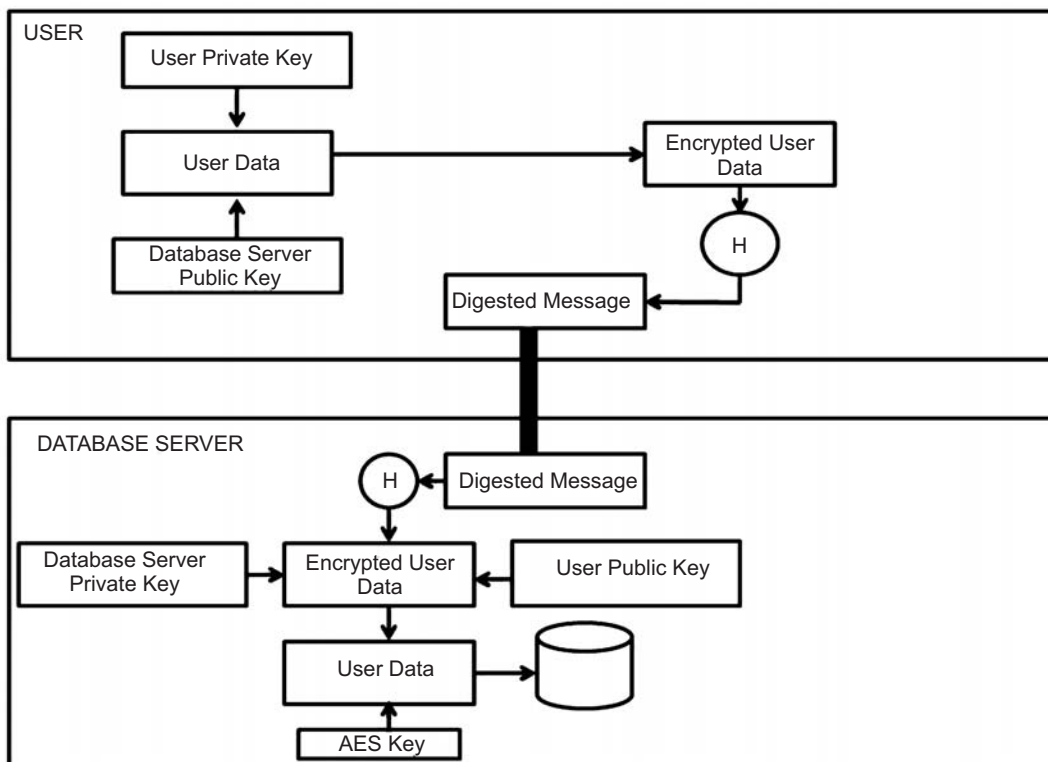 USER
User Private Key
User Data
Database Server
Public Key
Encrypted User
Data
H
Digested Message
DATABASE SERVER
H
Digested Message
Database Server
Private Key
Encrypted User
Data
User Public Key
User Data
AES Key